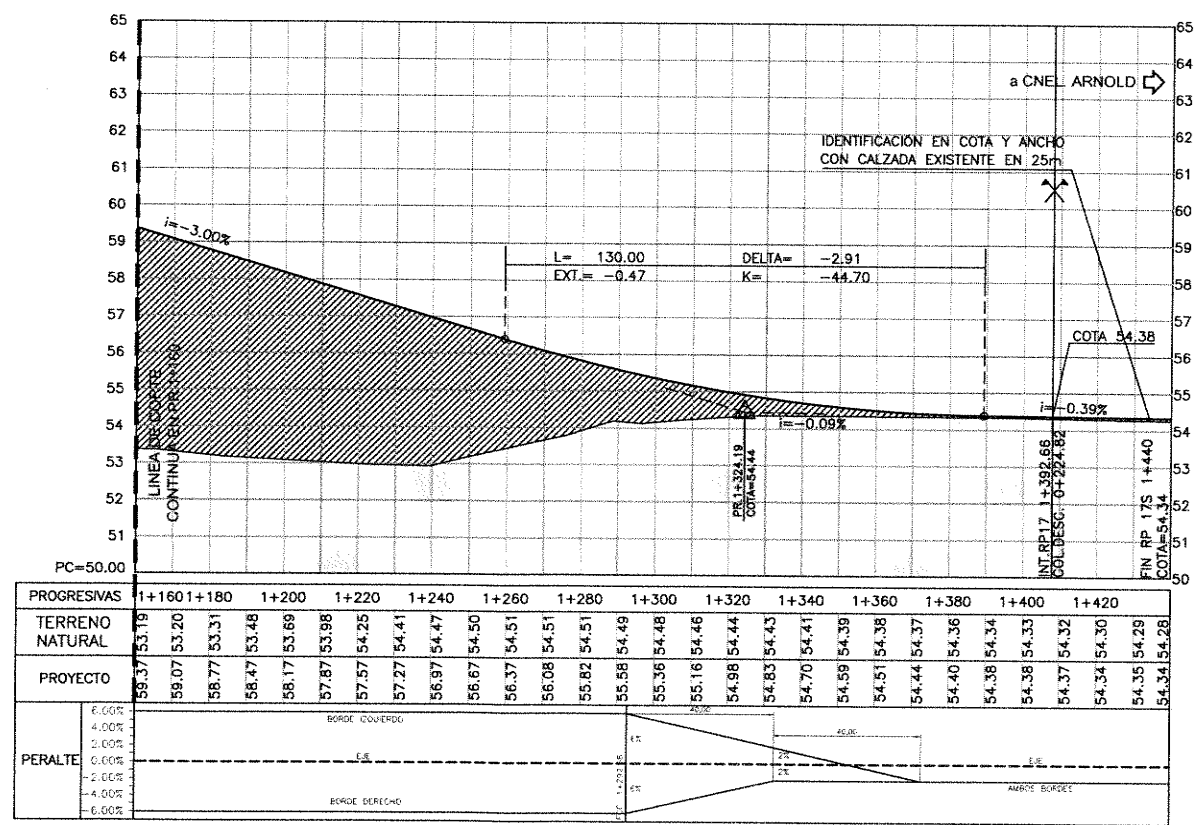 65
64
63
62
61
60
59
58
57
56
55
54
53
52
51
PC=50.00
65
64
63
62
61
60
59
58
57
56
55
54
53
52
51
50
a CNEL ARNOLD
IDENTIFICACIÓN EN COTA Y ANCHO
CON CALZADA EXISTENTE EN 25m
i=-3.00%
L= 130.00 DELTA= -2.91
EXT.= -0.47 K= -44.70
COTA 54.38
i=-0.39%
i=-0.09%
LINEA DE CORTE
CONTINUA EN PR:1+160
PR.1+324.19
COTA=54.44
INT.RP17 1+392.66
COL.DESC. 0+224.82
FIN RP 17S 1+440
COTA=54.34
PROGRESIVAS 1+160 1+180 1+200 1+220 1+240 1+260 1+280 1+300 1+320 1+340 1+360 1+380 1+400 1+420
TERRENO
NATURAL
53.19 53.20 53.31 53.48 53.69 53.98 54.25 54.41 54.47 54.50 54.51 54.51 54.51 54.49 54.48 54.46 54.44 54.43 54.41 54.39 54.38 54.37 54.36 54.34 54.33 54.32 54.30 54.29 54.28
PROYECTO
59.37 59.07 58.77 58.47 58.17 57.87 57.57 57.27 56.97 56.67 56.37 56.08 55.82 55.58 55.36 55.16 54.98 54.83 54.70 54.59 54.51 54.44 54.40 54.38 54.38 54.37 54.34 54.35 54.34
PERALTE
6.00%
4.00%
2.00%
0.00%
-2.00%
-4.00%
-6.00%
BORDE IZQUIERDO
EJE
BORDE DERECHO
6%
6%
40,00
2%
2%
40,00
EJE
AMBOS BORDES